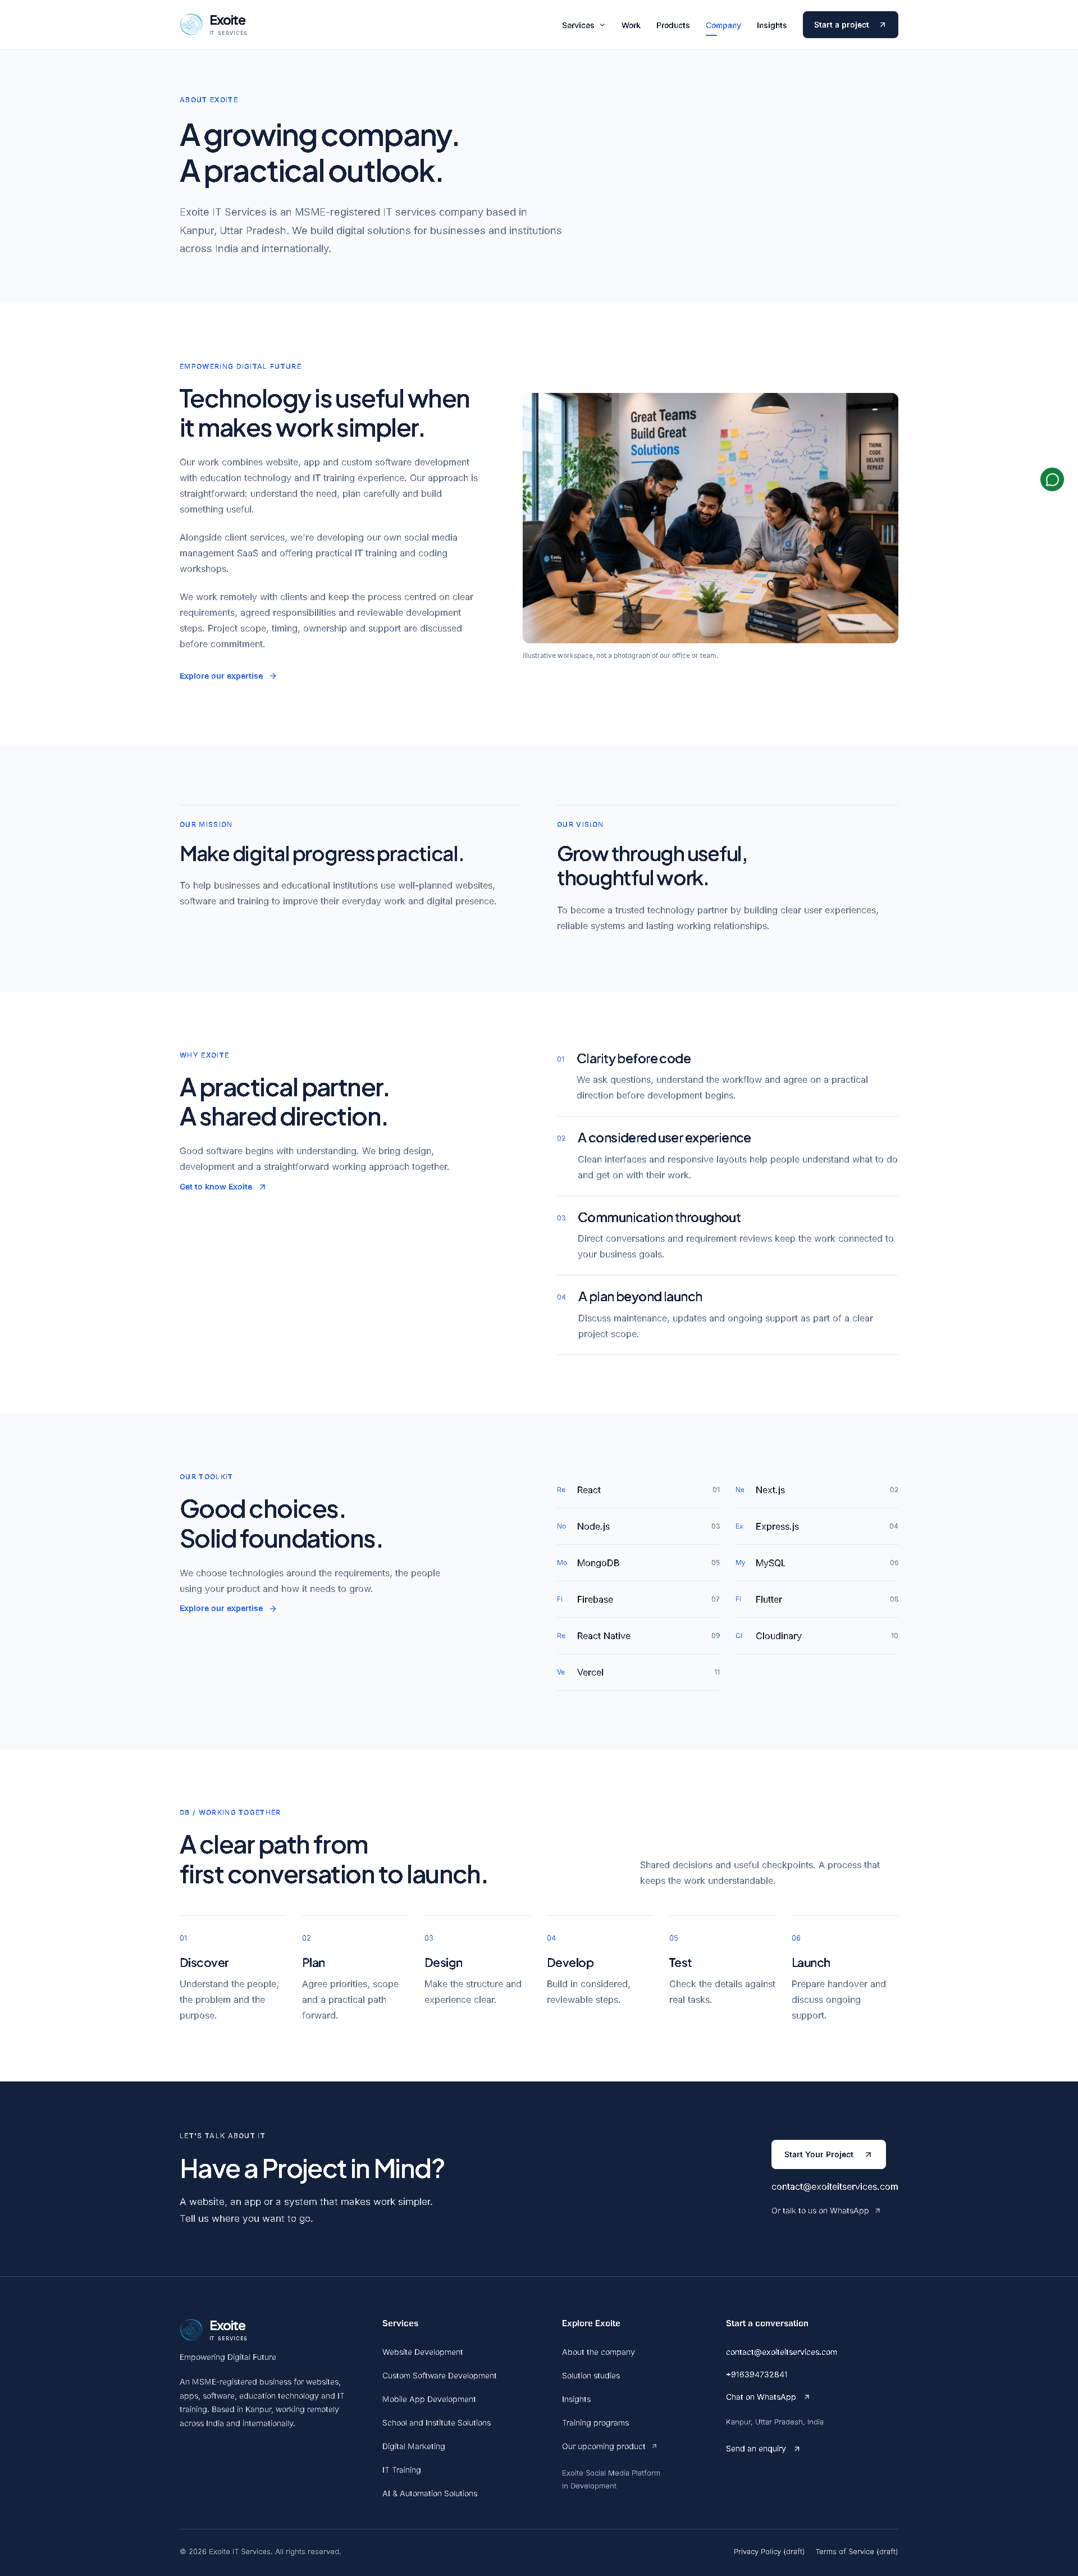 Exoite
IT SERVICES
Services
Work
Products
Company
Insights
Start a project
ABOUT EXOITE
A growing company.
A practical outlook.
Exoite IT Services is an MSME-registered IT services company based in
Kanpur, Uttar Pradesh. We build digital solutions for businesses and institutions
across India and internationally.
EMPOWERING DIGITAL FUTURE
Technology is useful when
it makes work simpler.
Our work combines website, app and custom software development
with education technology and IT training experience. Our approach is
straightforward: understand the need, plan carefully and build
something useful.
Alongside client services, we're developing our own social media
management SaaS and offering practical IT training and coding
workshops.
We work remotely with clients and keep the process centred on clear
requirements, agreed responsibilities and reviewable development
steps. Project scope, timing, ownership and support are discussed
before commitment.
Explore our expertise
Great Teams
Build Great
Solutions
Our
Values
THINK
CODE
DELIVER
REPEAT
Illustrative workspace, not a photograph of our office or team.
OUR MISSION
Make digital progress practical.
To help businesses and educational institutions use well-planned websites,
software and training to improve their everyday work and digital presence.
OUR VISION
Grow through useful,
thoughtful work.
To become a trusted technology partner by building clear user experiences,
reliable systems and lasting working relationships.
WHY EXOITE
A practical partner.
A shared direction.
Good software begins with understanding. We bring design,
development and a straightforward working approach together.
Get to know Exoite
01
Clarity before code
We ask questions, understand the workflow and agree on a practical
direction before development begins.
02
A considered user experience
Clean interfaces and responsive layouts help people understand what to do
and get on with their work.
03
Communication throughout
Direct conversations and requirement reviews keep the work connected to
your business goals.
04
A plan beyond launch
Discuss maintenance, updates and ongoing support as part of a clear
project scope.
OUR TOOLKIT
Good choices.
Solid foundations.
We choose technologies around the requirements, the people
using your product and how it needs to grow.
Explore our expertise
Re React 01
Ne Next.js 02
No Node.js 03
Ex Express.js 04
Mo MongoDB 05
My MySQL 06
Fi Firebase 07
Fl Flutter 08
Re React Native 09
Cl Cloudinary 10
Ve Vercel 11
08 / WORKING TOGETHER
A clear path from
first conversation to launch.
Shared decisions and useful checkpoints. A process that
keeps the work understandable.
01
Discover
Understand the people,
the problem and the
purpose.
02
Plan
Agree priorities, scope
and a practical path
forward.
03
Design
Make the structure and
experience clear.
04
Develop
Build in considered,
reviewable steps.
05
Test
Check the details against
real tasks.
06
Launch
Prepare handover and
discuss ongoing
support.
LET'S TALK ABOUT IT
Have a Project in Mind?
A website, an app or a system that makes work simpler.
Tell us where you want to go.
Start Your Project
contact@exoiteitservices.com
Or talk to us on WhatsApp
Exoite
IT SERVICES
Empowering Digital Future
An MSME-registered business for websites,
apps, software, education technology and IT
training. Based in Kanpur, working remotely
across India and internationally.
Services
Website Development
Custom Software Development
Mobile App Development
School and Institute Solutions
Digital Marketing
IT Training
AI & Automation Solutions
Explore Exoite
About the company
Solution studies
Insights
Training programs
Our upcoming product
Exoite Social Media Platform
In Development
Start a conversation
contact@exoiteitservices.com
+916394732841
Chat on WhatsApp
Kanpur, Uttar Pradesh, India
Send an enquiry
© 2026 Exoite IT Services. All rights reserved.
Privacy Policy (draft)
Terms of Service (draft)